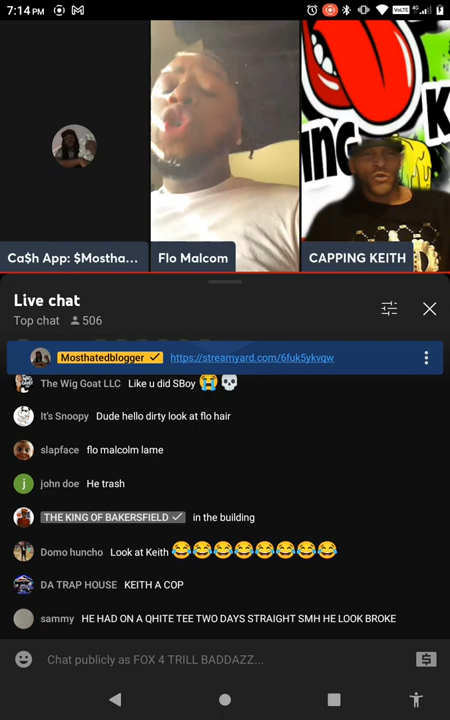 7:14 PM
VoLTE 4G
ING K
Ca$h App: $Mostha...
Flo Malcom
CAPPING KEITH
Live chat
Top chat 506
Mosthatedblogger https://streamyard.com/6fuk5ykvqw
The Wig Goat LLC Like u did SBoy 😭💀
It's Snoopy Dude hello dirty look at flo hair
slapface flo malcolm lame
j john doe He trash
THE KING OF BAKERSFIELD in the building
Domo huncho Look at Keith 😂😂😂😂😂😂😂😂
DA TRAP HOUSE KEITH A COP
sammy HE HAD ON A QHITE TEE TWO DAYS STRAIGHT SMH HE LOOK BROKE
Chat publicly as FOX 4 TRILL BADDAZZ...